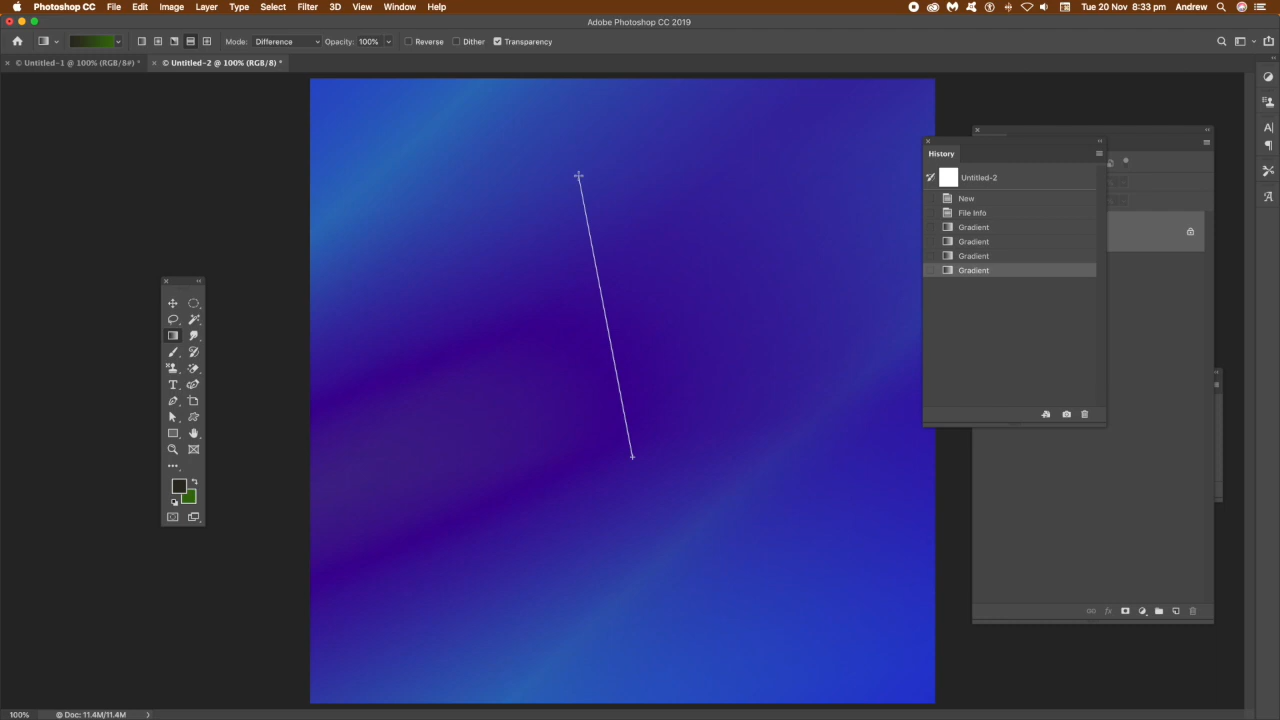 Photoshop CC File Edit Image Layer Type Select Filter 3D View Window Help Tue 20 Nov 8:33 pm Andrew
Adobe Photoshop CC 2019
Mode: Difference Opacity: 100% Reverse Dither Transparency
© Untitled-1 @ 100% (RGB/8#) * © Untitled-2 @ 100% (RGB/8) *
History
Untitled-2
New
File Info
Gradient
Gradient
Gradient
Gradient
fx
100% Doc: 11.4M/11.4M